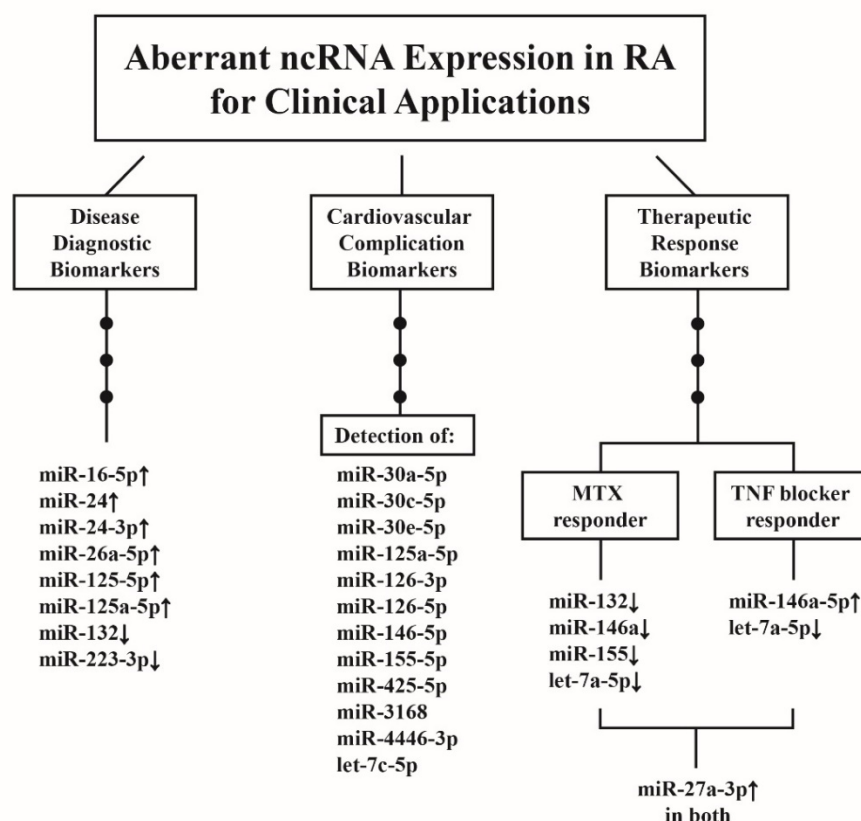 Aberrant ncRNA Expression in RA
for Clinical Applications
Disease
Diagnostic
Biomarkers
Cardiovascular
Complication
Biomarkers
Therapeutic
Response
Biomarkers
miR-16-5p↑
miR-24↑
miR-24-3p↑
miR-26a-5p↑
miR-125-5p↑
miR-125a-5p↑
miR-132↓
miR-223-3p↓
Detection of:
miR-30a-5p
miR-30c-5p
miR-30e-5p
miR-125a-5p
miR-126-3p
miR-126-5p
miR-146-5p
miR-155-5p
miR-425-5p
miR-3168
miR-4446-3p
let-7c-5p
MTX
responder
miR-132↓
miR-146a↓
miR-155↓
let-7a-5p↓
TNF blocker
responder
miR-146a-5p↑
let-7a-5p↓
miR-27a-3p↑
in both